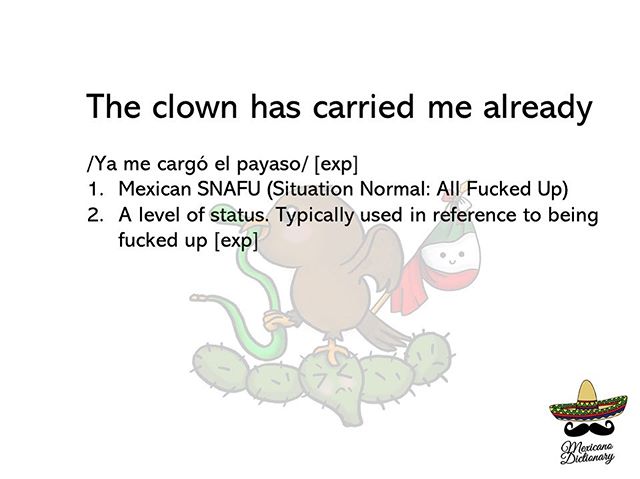 The clown has carried me already
/Ya me cargó el payaso/ [exp]
1. Mexican SNAFU (Situation Normal: All Fucked Up)
2. A level of status. Typically used in reference to being
fucked up [exp]
Mexicano
Dictionary